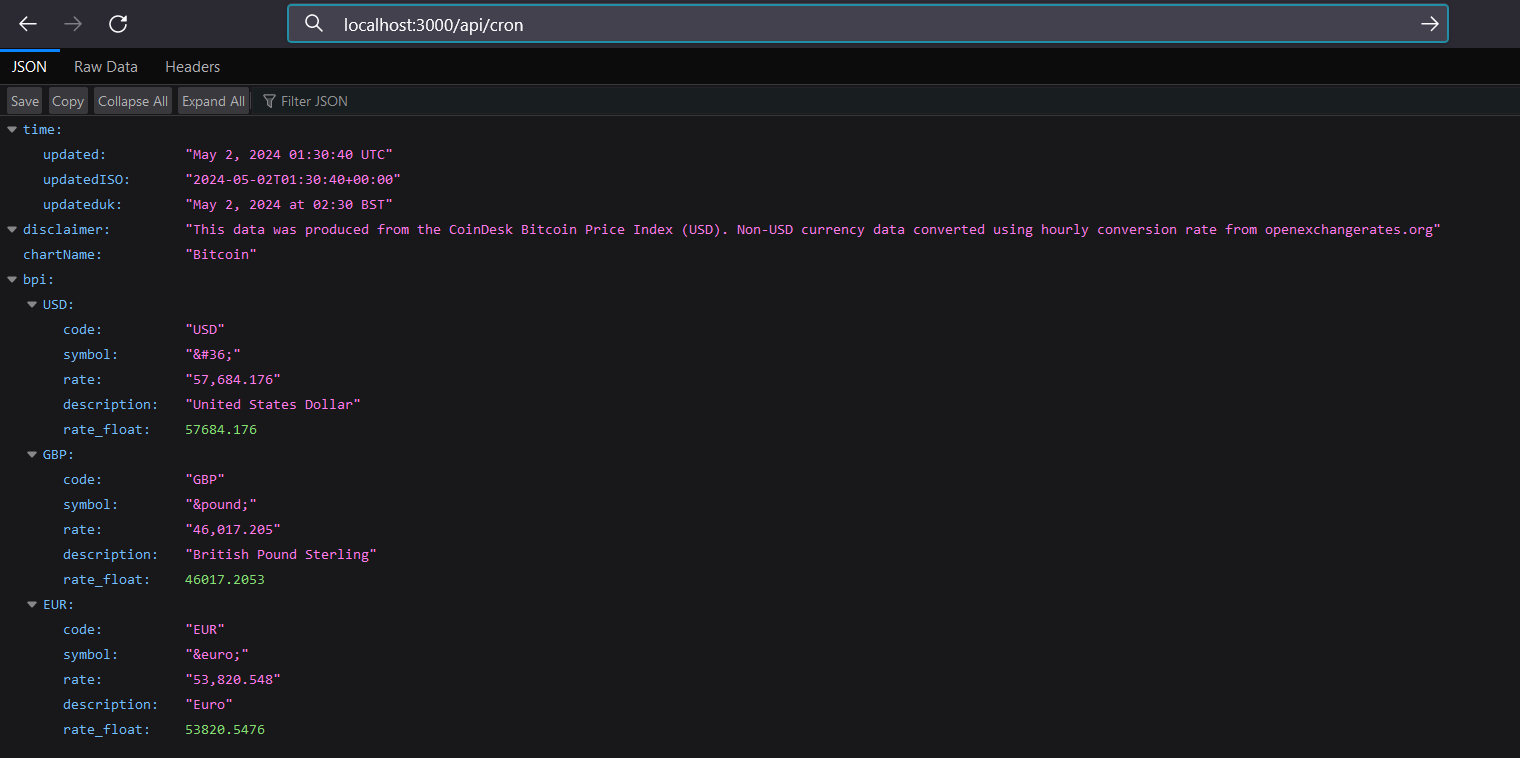 localhost:3000/api/cron
JSON Raw Data Headers
Save Copy Collapse All Expand All Filter JSON
time:
updated: "May 2, 2024 01:30:40 UTC"
updatedISO: "2024-05-02T01:30:40+00:00"
updateduk: "May 2, 2024 at 02:30 BST"
disclaimer: "This data was produced from the CoinDesk Bitcoin Price Index (USD). Non-USD currency data converted using hourly conversion rate from openexchangerates.org"
chartName: "Bitcoin"
bpi:
USD:
code: "USD"
symbol: "&#36;"
rate: "57,684.176"
description: "United States Dollar"
rate_float: 57684.176
GBP:
code: "GBP"
symbol: "&pound;"
rate: "46,017.205"
description: "British Pound Sterling"
rate_float: 46017.2053
EUR:
code: "EUR"
symbol: "&euro;"
rate: "53,820.548"
description: "Euro"
rate_float: 53820.5476